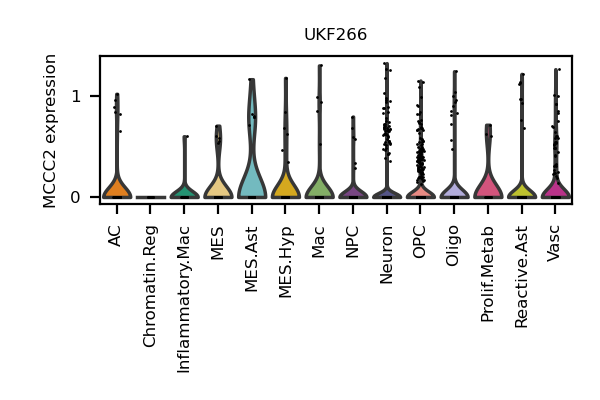 UKF266
MCCC2 expression
1
0
AC
Chromatin.Reg
Inflammatory.Mac
MES
MES.Ast
MES.Hyp
Mac
NPC
Neuron
OPC
Oligo
Prolif.Metab
Reactive.Ast
Vasc